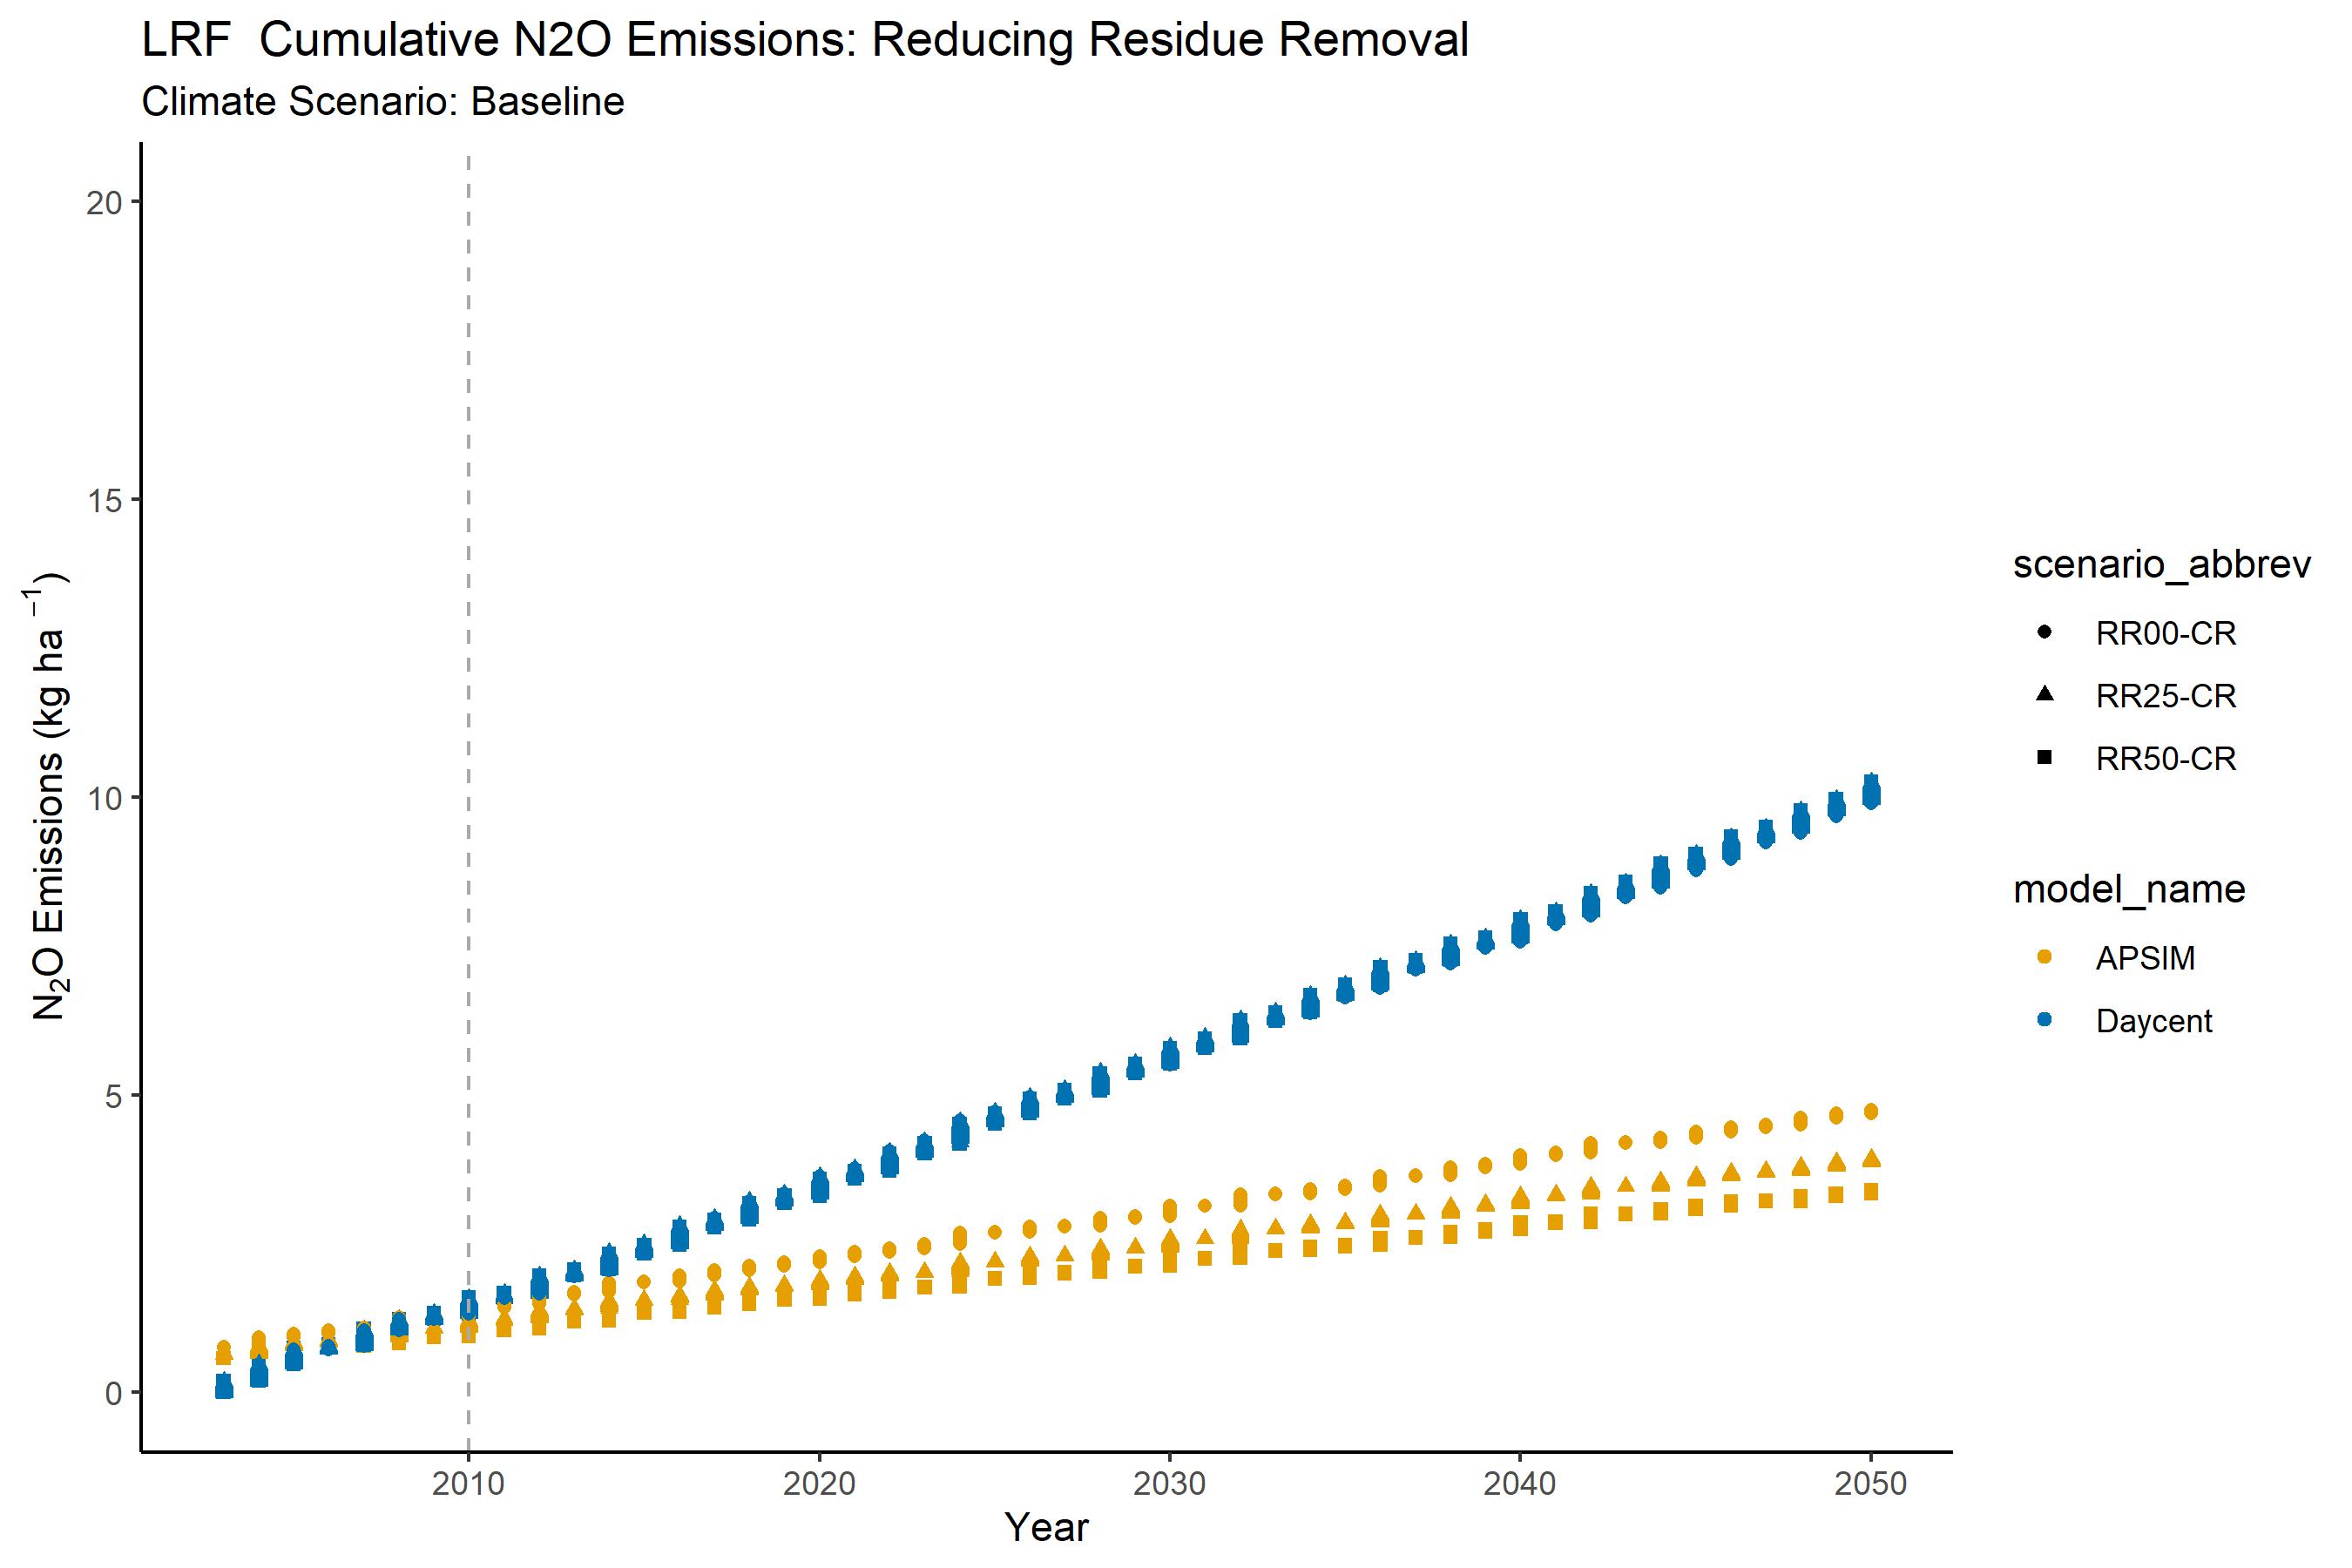 LRF  Cumulative N2O Emissions: Reducing Residue Removal
Climate Scenario: Baseline
N₂O Emissions (kg ha ⁻¹)
20
15
10
5
0
2010
2020
2030
2040
2050
Year
scenario_abbrev
RR00-CR
RR25-CR
RR50-CR
model_name
APSIM
Daycent